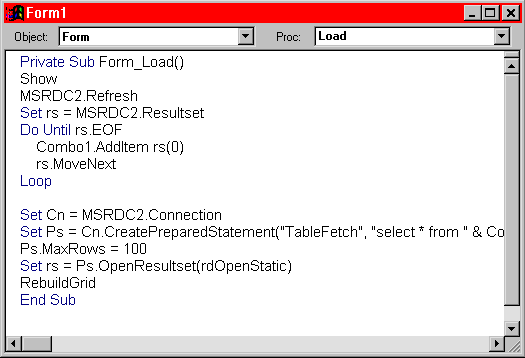 Form1
Object: Form Proc: Load
Private Sub Form_Load()
Show
MSRDC2.Refresh
Set rs = MSRDC2.Resultset
Do Until rs.EOF
    Combo1.AddItem rs(0)
    rs.MoveNext
Loop

Set Cn = MSRDC2.Connection
Set Ps = Cn.CreatePreparedStatement("TableFetch", "select * from " & Co
Ps.MaxRows = 100
Set rs = Ps.OpenResultset(rdOpenStatic)
RebuildGrid
End Sub